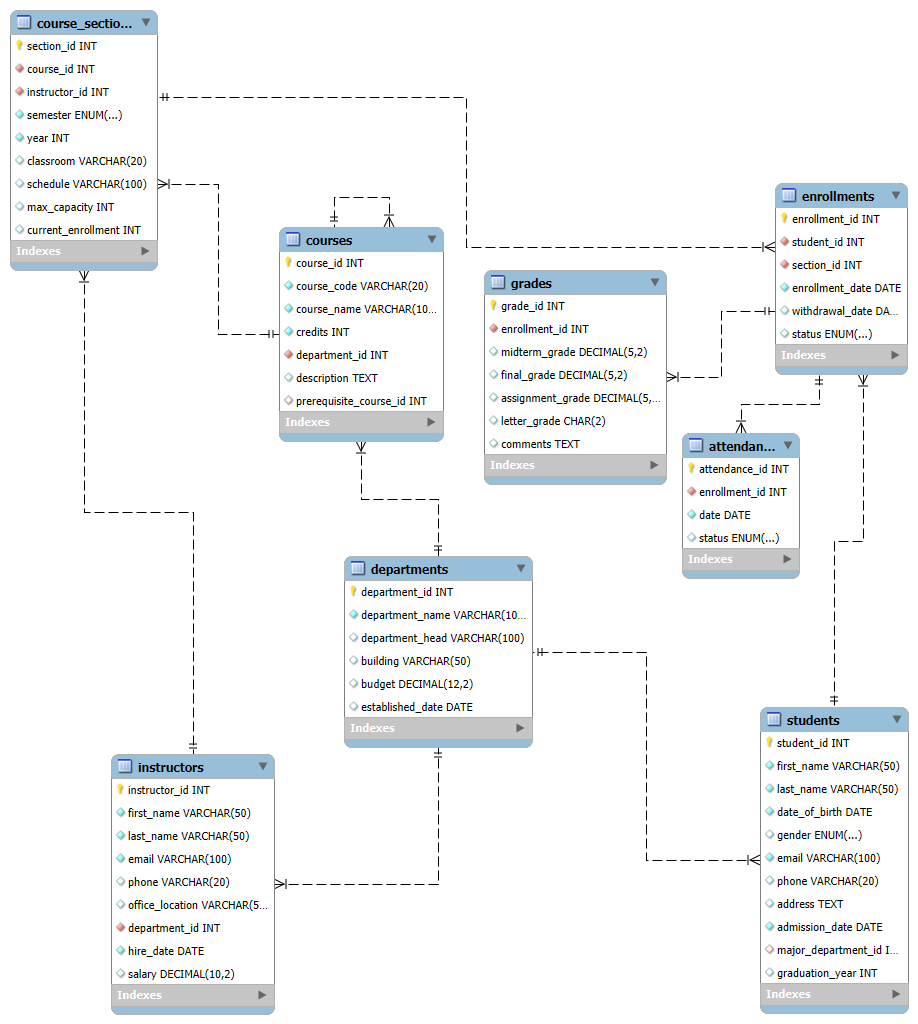 course_sectio...
section_id INT
course_id INT
instructor_id INT
semester ENUM(...)
year INT
classroom VARCHAR(20)
schedule VARCHAR(100)
max_capacity INT
current_enrollment INT
Indexes
courses
course_id INT
course_code VARCHAR(20)
course_name VARCHAR(10...
credits INT
department_id INT
description TEXT
prerequisite_course_id INT
Indexes
grades
grade_id INT
enrollment_id INT
midterm_grade DECIMAL(5,2)
final_grade DECIMAL(5,2)
assignment_grade DECIMAL(5,...
letter_grade CHAR(2)
comments TEXT
Indexes
enrollments
enrollment_id INT
student_id INT
section_id INT
enrollment_date DATE
withdrawal_date DA...
status ENUM(...)
Indexes
attendan...
attendance_id INT
enrollment_id INT
date DATE
status ENUM(...)
Indexes
departments
department_id INT
department_name VARCHAR(10...
department_head VARCHAR(100)
building VARCHAR(50)
budget DECIMAL(12,2)
established_date DATE
Indexes
instructors
instructor_id INT
first_name VARCHAR(50)
last_name VARCHAR(50)
email VARCHAR(100)
phone VARCHAR(20)
office_location VARCHAR(5...
department_id INT
hire_date DATE
salary DECIMAL(10,2)
Indexes
students
student_id INT
first_name VARCHAR(50)
last_name VARCHAR(50)
date_of_birth DATE
gender ENUM(...)
email VARCHAR(100)
phone VARCHAR(20)
address TEXT
admission_date DATE
major_department_id I...
graduation_year INT
Indexes